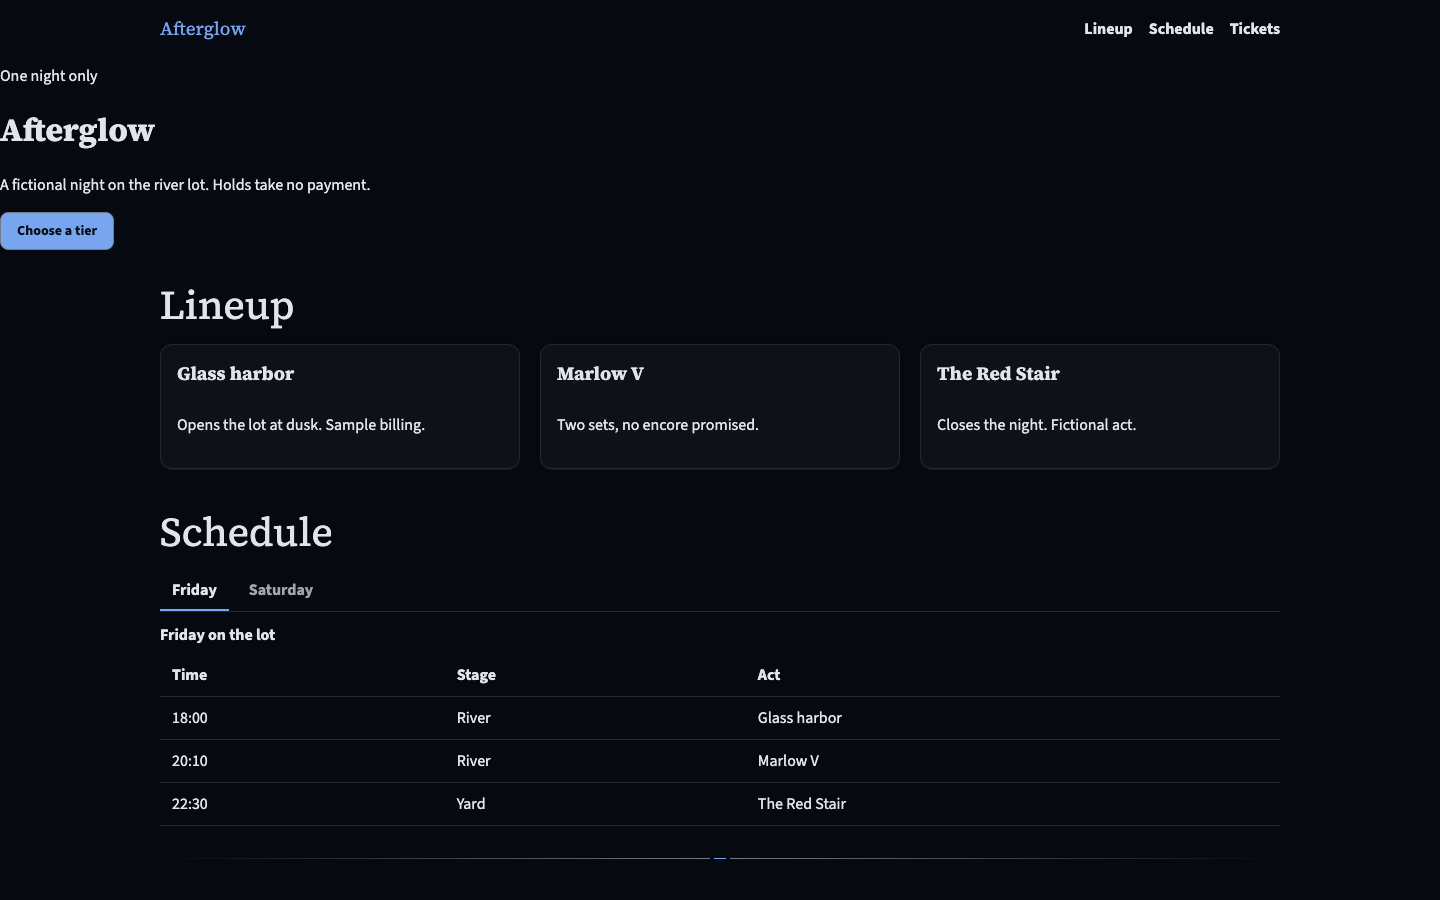 Afterglow
Lineup Schedule Tickets
One night only
Afterglow
A fictional night on the river lot. Holds take no payment.
Choose a tier
Lineup
Glass harbor
Opens the lot at dusk. Sample billing.
Marlow V
Two sets, no encore promised.
The Red Stair
Closes the night. Fictional act.
Schedule
Friday Saturday
Friday on the lot
Time Stage Act
18:00 River Glass harbor
20:10 River Marlow V
22:30 Yard The Red Stair